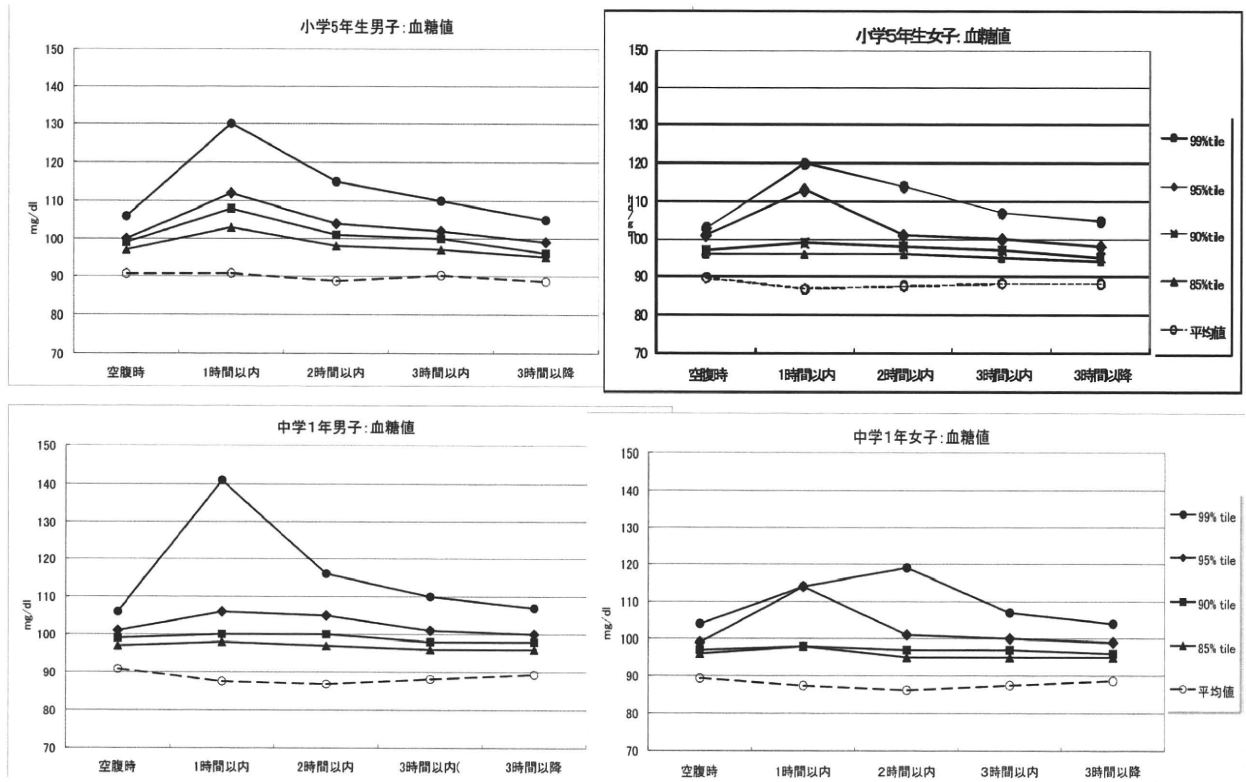 小学5年生男子:血糖値
150
140
130
120
110
100
90
80
70
mg/dl
空腹時
1時間以内
2時間以内
3時間以内
3時間以降
小学5年生女子:血糖値
150
140
130
120
110
100
90
80
70
空腹時
1時間以内
2時間以内
3時間以内
3時間以降
99%tile
95%tile
90%tile
85%tile
平均値
中学1年男子:血糖値
150
140
130
120
110
100
90
80
70
mg/dl
空腹時
1時間以内
2時間以内
3時間以内(
3時間以降
中学1年女子:血糖値
150
140
130
120
110
100
90
80
70
mg/dl
空腹時
1時間以内
2時間以内
3時間以内
3時間以降
99% tile
95% tile
90% tile
85% tile
平均値